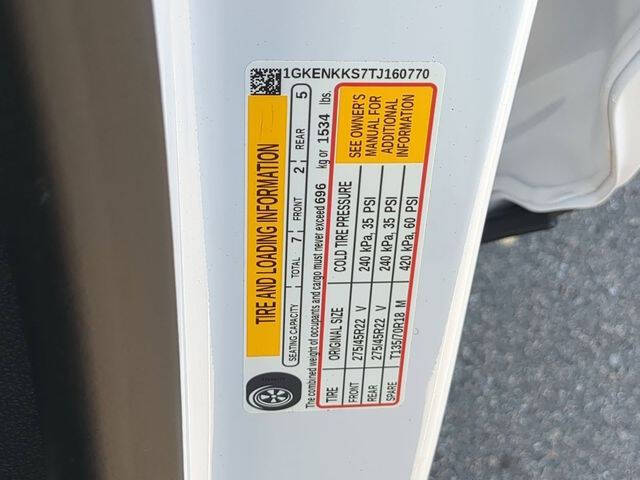 1GKENKKS7TJ160770
TIRE AND LOADING INFORMATION
SEATING CAPACITY TOTAL 7 FRONT 2 REAR 5
The combined weight of occupants and cargo must never exceed 696 kg or 1534 lbs.
TIRE ORIGINAL SIZE COLD TIRE PRESSURE
FRONT 275/45R22 V 240 kPa, 35 PSI
REAR 275/45R22 V 240 kPa, 35 PSI
SPARE T135/70R18 M 420 kPa, 60 PSI
SEE OWNER'S
MANUAL FOR
ADDITIONAL
INFORMATION